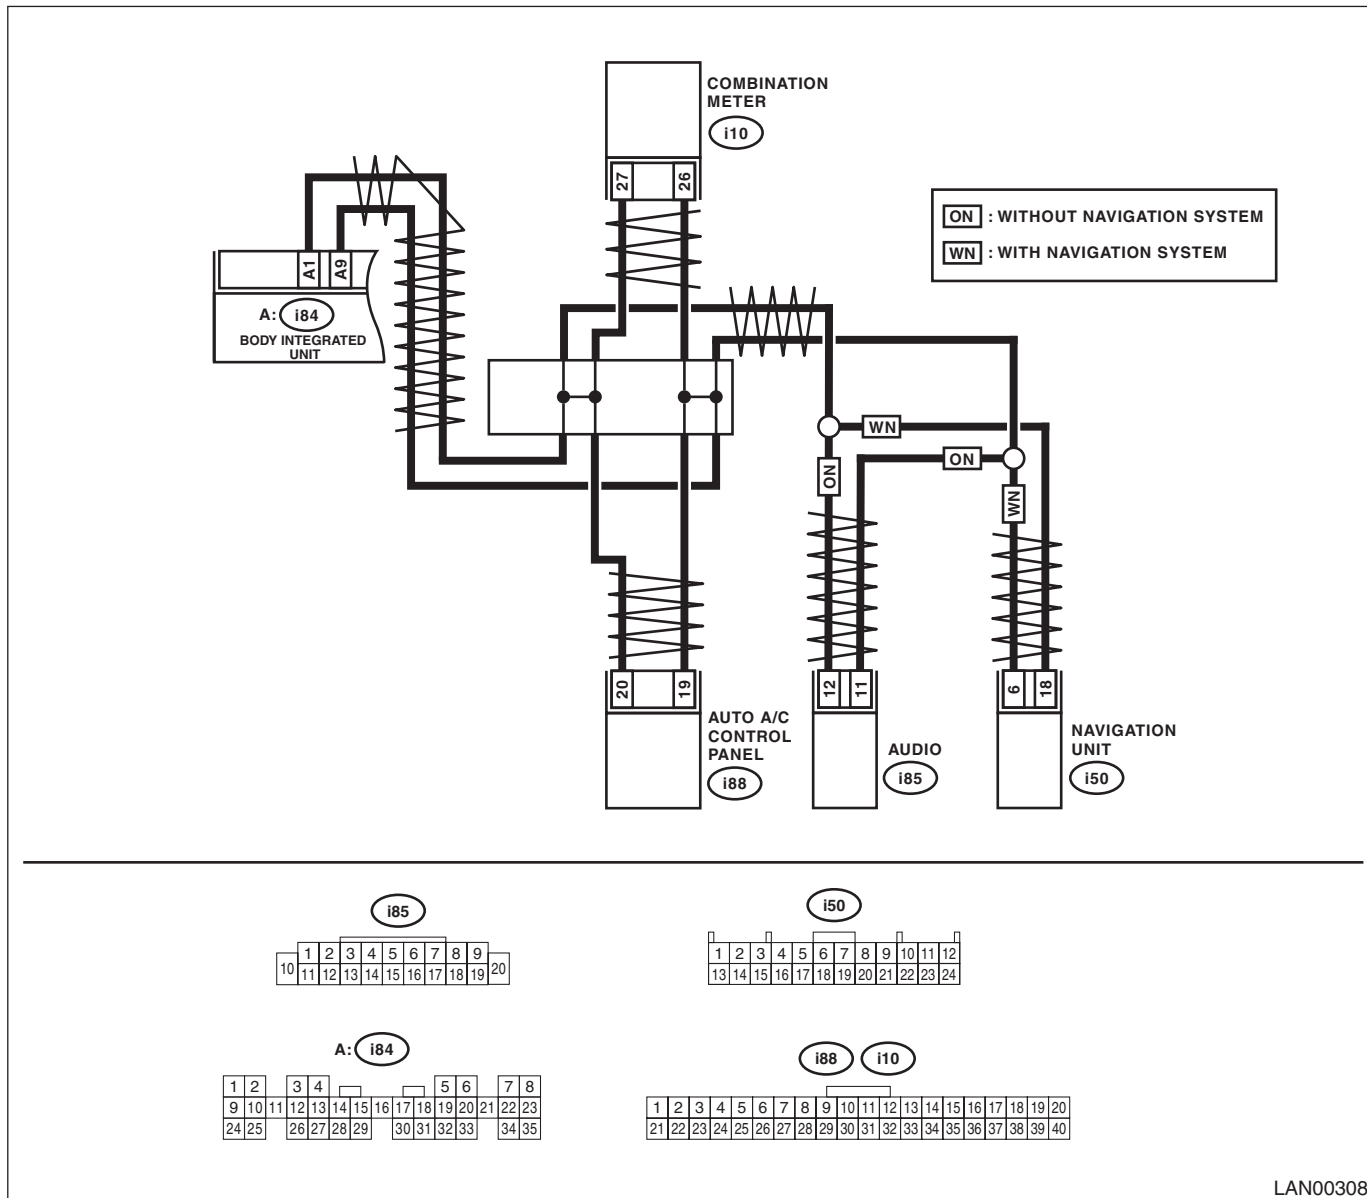 COMBINATION
METER
i10
27 26
ON : WITHOUT NAVIGATION SYSTEM
WN : WITH NAVIGATION SYSTEM
A1 A9
A: i84
BODY INTEGRATED
UNIT
WN
ON
ON
WN
20 19
12 11
6 18
AUTO A/C
CONTROL
PANEL
i88
AUDIO
i85
NAVIGATION
UNIT
i50
i85
1 2 3 4 5 6 7 8 9
10 11 12 13 14 15 16 17 18 19 20
i50
1 2 3 4 5 6 7 8 9 10 11 12
13 14 15 16 17 18 19 20 21 22 23 24
A: i84
1 2 3 4 5 6 7 8
9 10 11 12 13 14 15 16 17 18 19 20 21 22 23
24 25 26 27 28 29 30 31 32 33 34 35
i88 i10
1 2 3 4 5 6 7 8 9 10 11 12 13 14 15 16 17 18 19 20
21 22 23 24 25 26 27 28 29 30 31 32 33 34 35 36 37 38 39 40
LAN00308